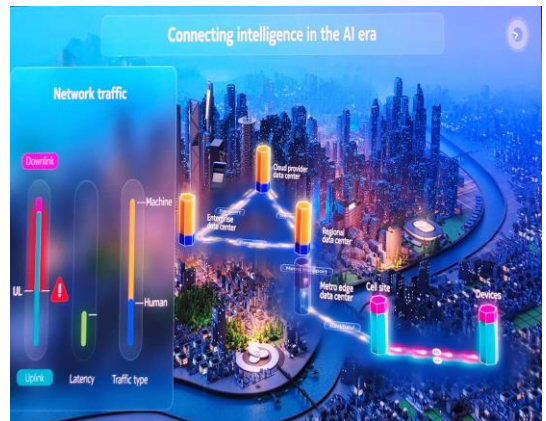 Connecting intelligence in the AI era
Network traffic
Downlink
Machine
UL
Human
Uplink
Latency
Traffic type
Cloud provider
data center
Enterprise
data center
Regional
data center
Metro edge
data center
Cell site
Devices
Backhaul